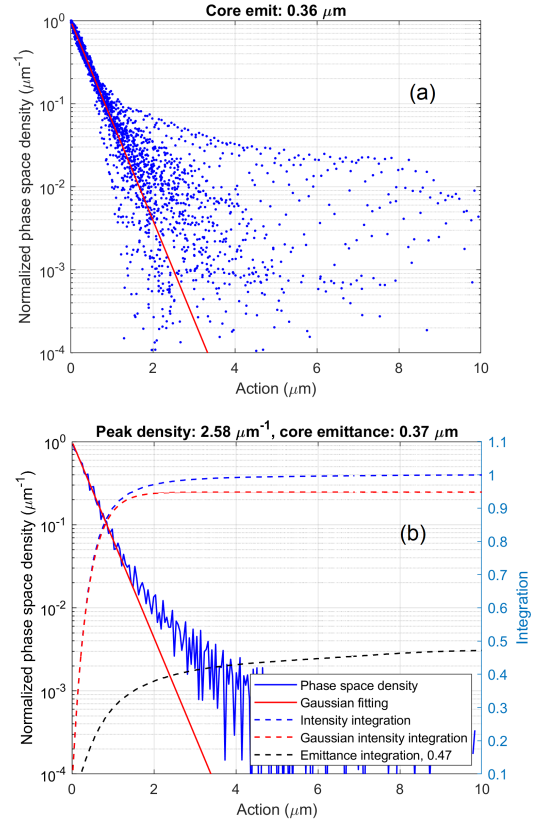 Core emit: 0.36 μm
(a)
Normalized phase space density (μm⁻¹)
10⁰
10⁻¹
10⁻²
10⁻³
10⁻⁴
0 2 4 6 8 10
Action (μm)
Peak density: 2.58 μm⁻¹, core emittance: 0.37 μm
(b)
Normalized phase space density (μm⁻¹)
10⁰
10⁻¹
10⁻²
10⁻³
10⁻⁴
1.1
1
0.9
0.8
0.7
0.6
0.5
0.4
0.3
0.2
0.1
Integration
Phase space density
Gaussian fitting
Intensity integration
Gaussian intensity integration
Emittance integration, 0.47
0 2 4 6 8 10
Action (μm)